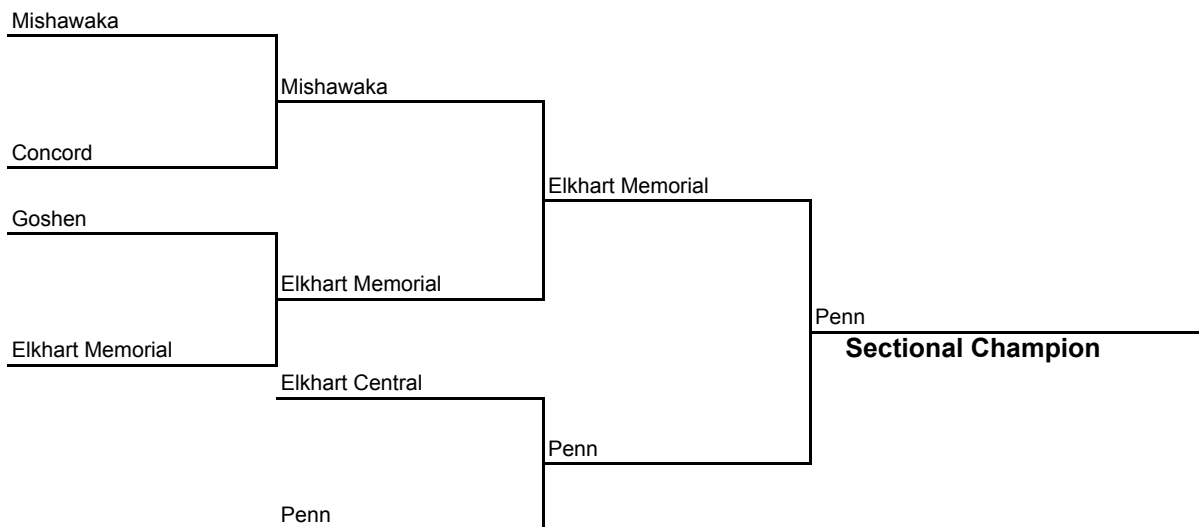 Mishawaka
Mishawaka
Concord
Elkhart Memorial
Goshen
Elkhart Memorial
Penn
Elkhart Memorial
Sectional Champion
Elkhart Central
Penn
Penn